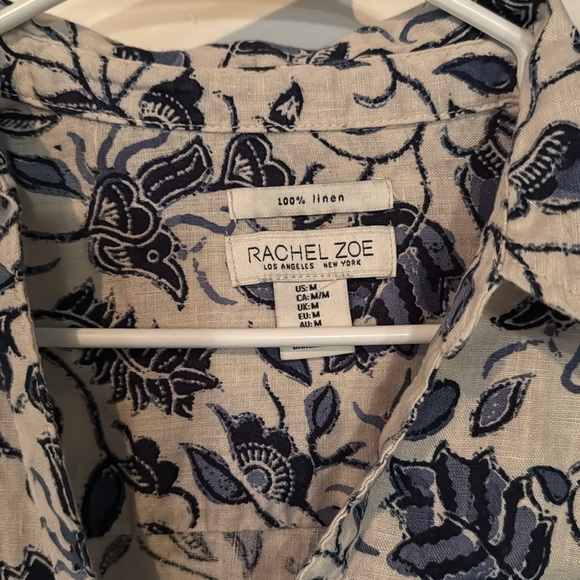 100% linen
RACHEL ZOE
LOS ANGELES NEW YORK
US: M
CA: M/M
UK: M
EU: M
AU: M